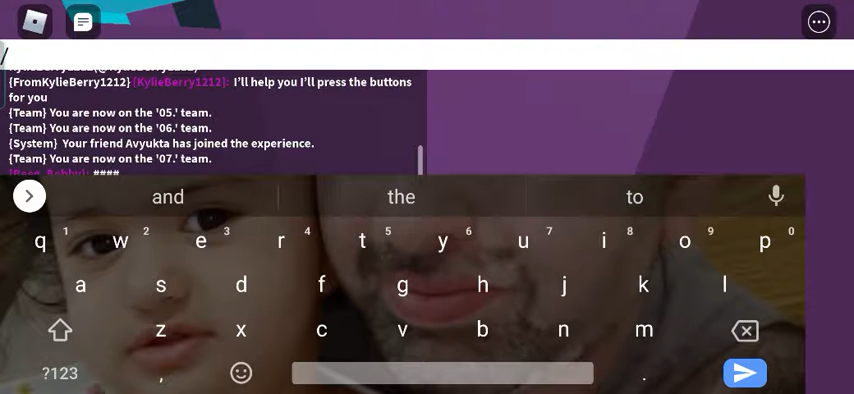 /
{FromKylieBerry1212} [KylieBerry1212]: I'll help you I'll press the buttons
for you
{Team} You are now on the '05.' team.
{Team} You are now on the '06.' team.
{System} Your friend Avyukta has joined the experience.
{Team} You are now on the '07.' team.
####
and the to
q 1 w 2 e 3 r 4 t 5 y 6 u 7 i 8 o 9 p 0
a s d f g h j k l
z x c v b n m
?123 , .